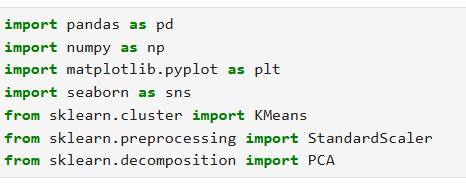 import pandas as pd
import numpy as np
import matplotlib.pyplot as plt
import seaborn as sns
from sklearn.cluster import KMeans
from sklearn.preprocessing import StandardScaler
from sklearn.decomposition import PCA